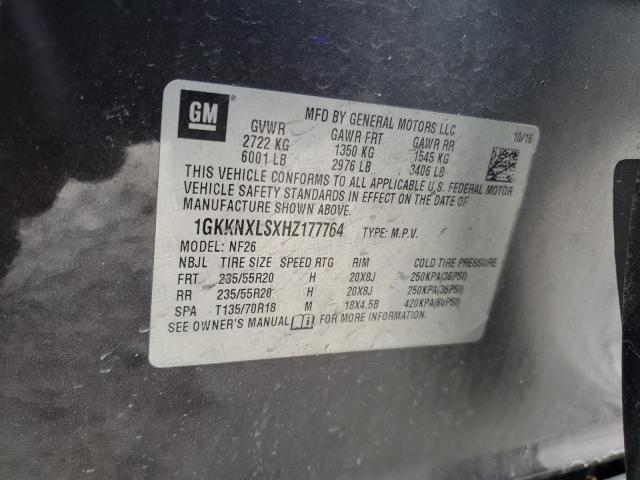 GM
MFD BY GENERAL MOTORS LLC
10/16
GVWR GAWR FRT GAWR RR
2722 KG 1350 KG 1545 KG
6001 LB 2976 LB 3406 LB
THIS VEHICLE CONFORMS TO ALL APPLICABLE U.S. FEDERAL MOTOR
VEHICLE SAFETY STANDARDS IN EFFECT ON THE DATE OF
MANUFACTURE SHOWN ABOVE.
1GKKNXLSXHZ177764 TYPE: M.P.V.
MODEL: NF26
NBJL TIRE SIZE SPEED RTG RIM COLD TIRE PRESSURE
FRT 235/55R20 H 20X8J 250KPA(36PSI)
RR 235/55R20 H 20X8J 250KPA(36PSI)
SPA T135/70R18 M 18X4.5B 420KPA(60PSI)
SEE OWNER'S MANUAL FOR MORE INFORMATION